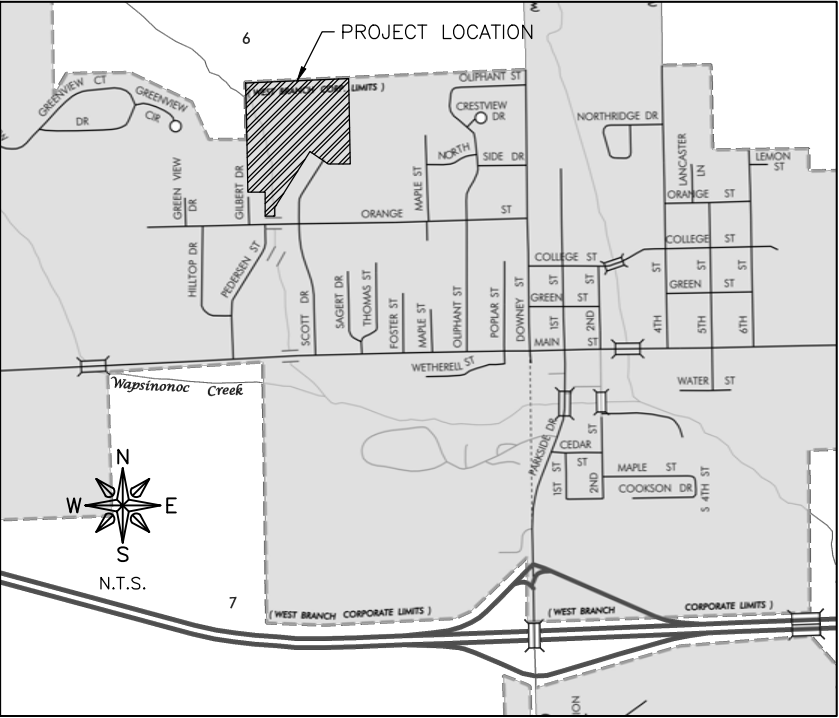 6
PROJECT LOCATION
( WEST BRANCH CORP. LIMITS )
GREENVIEW CT
GREENVIEW
CIR
DR
OLIPHANT ST
CRESTVIEW
DR
NORTHRIDGE DR
NORTH
SIDE DR
LANCASTER
LN
LEMON
ST
GREEN VIEW
DR
GILBERT DR
MAPLE ST
ORANGE ST
ORANGE ST
HILLTOP DR
PEDERSEN ST
SCOTT DR
SAGERT DR
THOMAS ST
FOSTER ST
MAPLE ST
OLIPHANT ST
POPLAR ST
DOWNEY ST
COLLEGE ST
COLLEGE ST
GREEN ST
GREEN ST
1ST ST
2ND ST
4TH ST
5TH ST
6TH ST
MAIN ST
WETHERELL ST
WATER ST
Wapsinonoc Creek
PARKSIDE DR
CEDAR ST
1ST ST
2ND ST
MAPLE ST
COOKSON DR
S 4TH ST
N
W E
S
N.T.S.
7
( WEST BRANCH CORPORATE LIMITS )
( WEST BRANCH CORPORATE LIMITS )